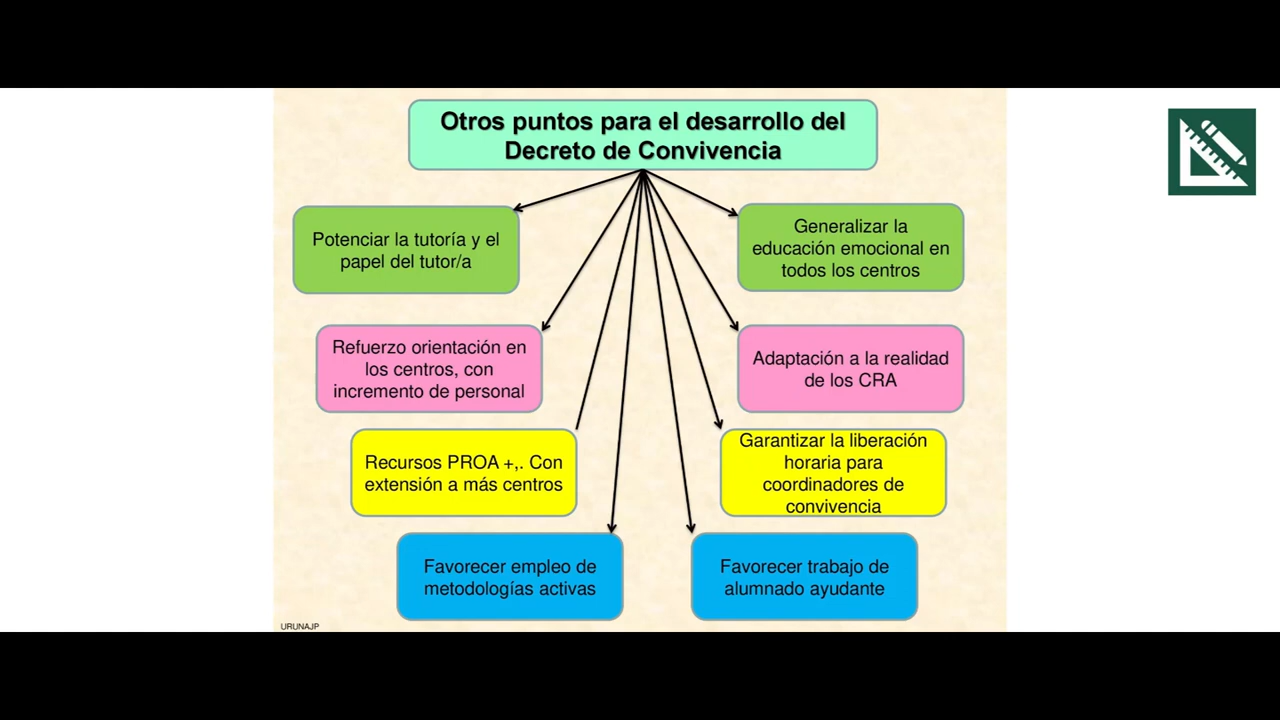 Otros puntos para el desarrollo del
Decreto de Convivencia
Potenciar la tutoría y el
papel del tutor/a
Generalizar la
educación emocional en
todos los centros
Refuerzo orientación en
los centros, con
incremento de personal
Adaptación a la realidad
de los CRA
Recursos PROA +,. Con
extensión a más centros
Garantizar la liberación
horaria para
coordinadores de
convivencia
Favorecer empleo de
metodologías activas
Favorecer trabajo de
alumnado ayudante
URUNAJP